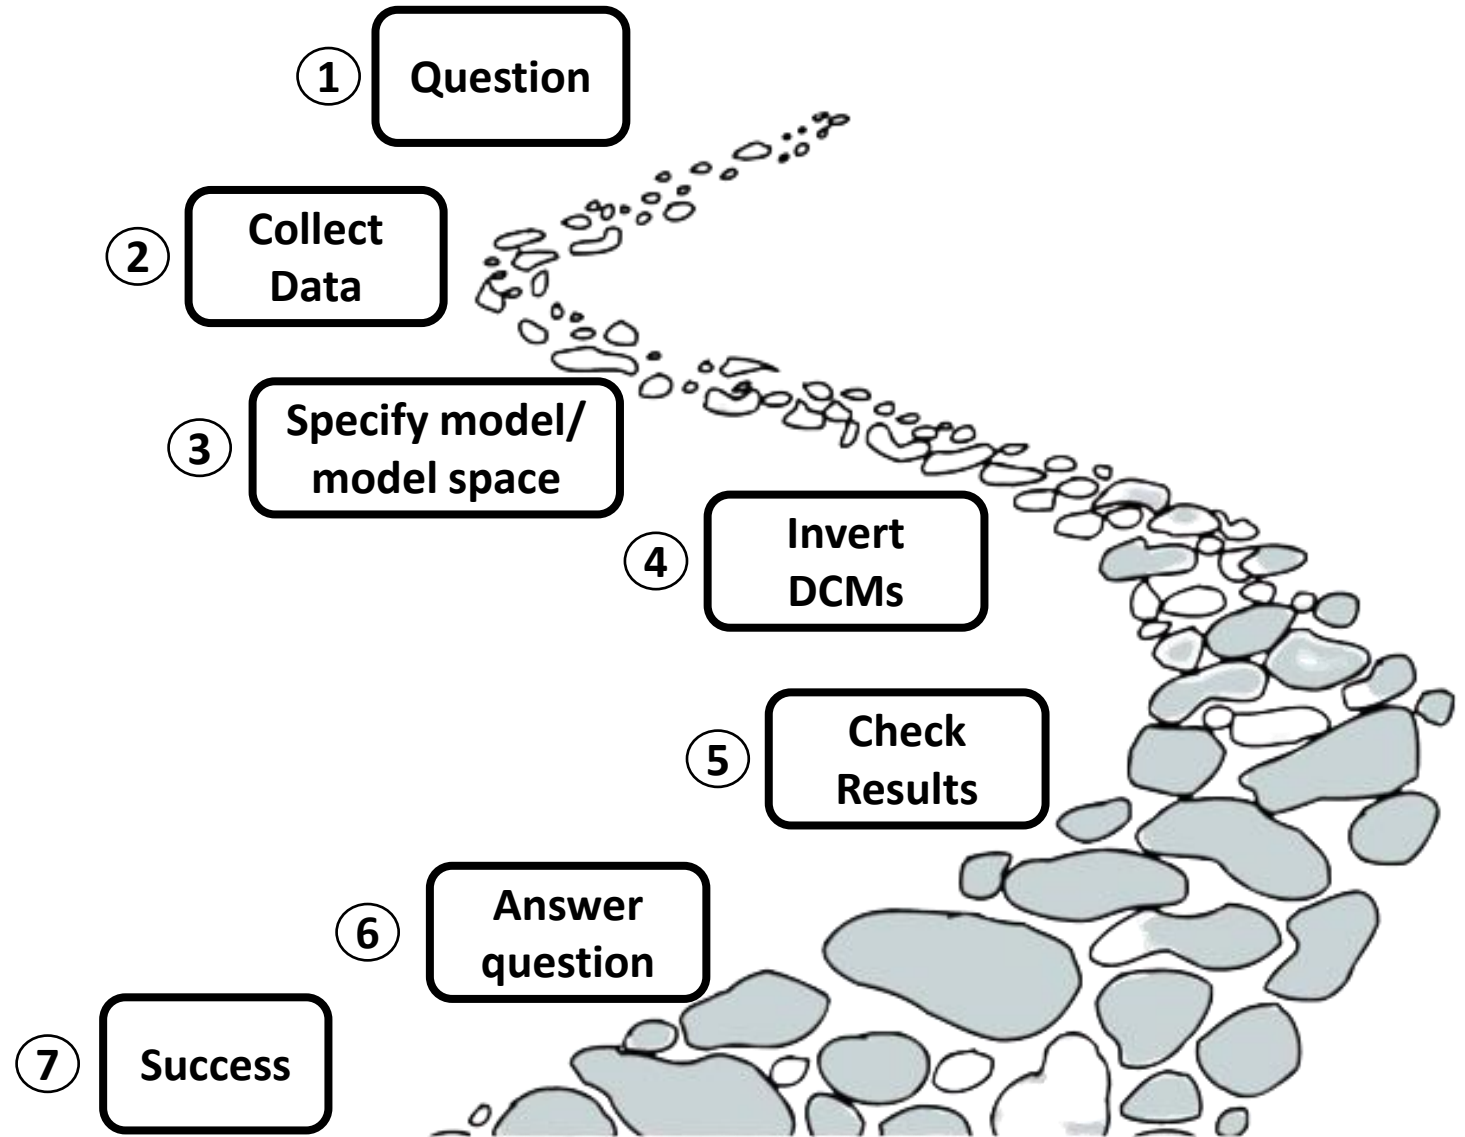 1
Question
2
Collect
Data
3
Specify model/
model space
4
Invert
DCMs
5
Check
Results
6
Answer
question
7
Success